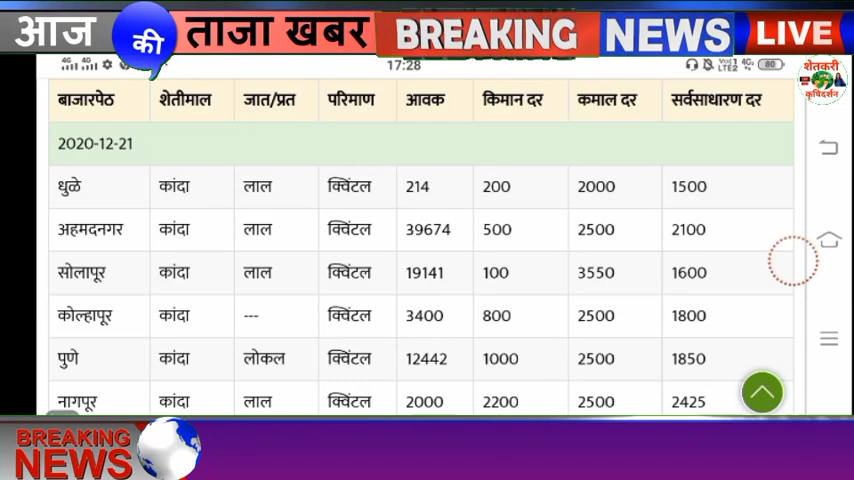 आज की ताजा खबर BREAKING NEWS LIVE
17:28 80
शेतकरी
कृषिदर्शन
बाजारपेठ शेतीमाल जात/प्रत परिमाण आवक किमान दर कमाल दर सर्वसाधारण दर
2020-12-21
धुळे कांदा लाल क्विंटल 214 200 2000 1500
अहमदनगर कांदा लाल क्विंटल 39674 500 2500 2100
सोलापूर कांदा लाल क्विंटल 19141 100 3550 1600
कोल्हापूर कांदा --- क्विंटल 3400 800 2500 1800
पुणे कांदा लोकल क्विंटल 12442 1000 2500 1850
नागपूर कांदा लाल क्विंटल 2000 2200 2500 2425
BREAKING
NEWS